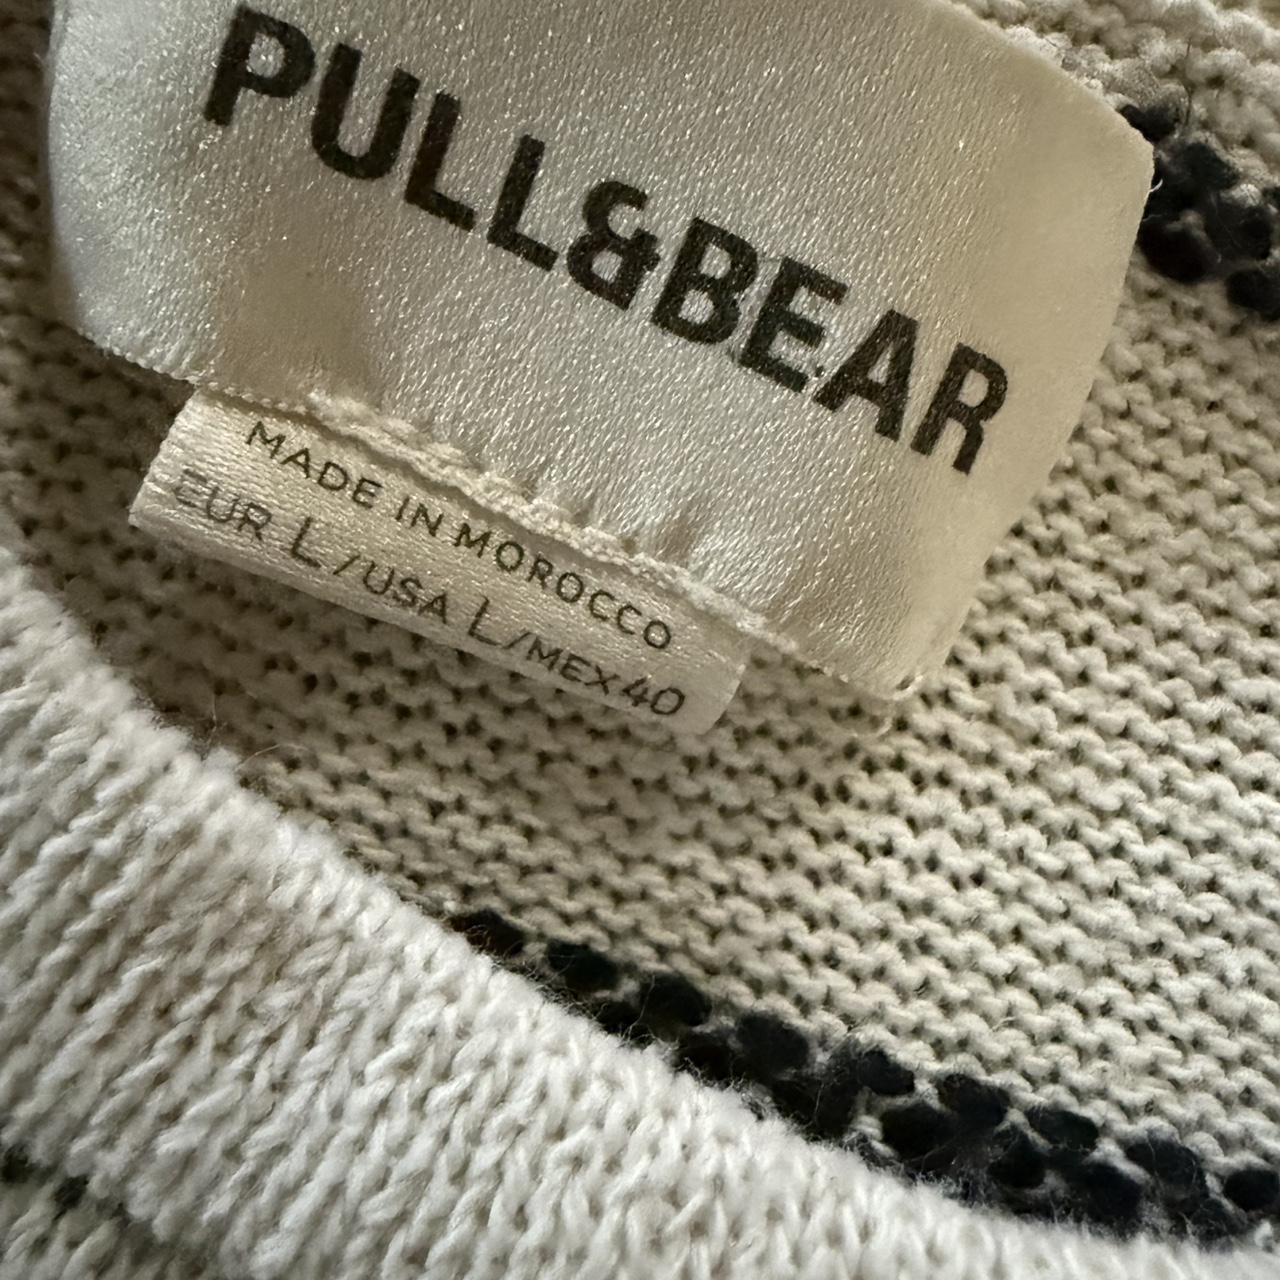 PULL&BEAR
MADE IN MOROCCO
EUR L/USA L/MEX 40